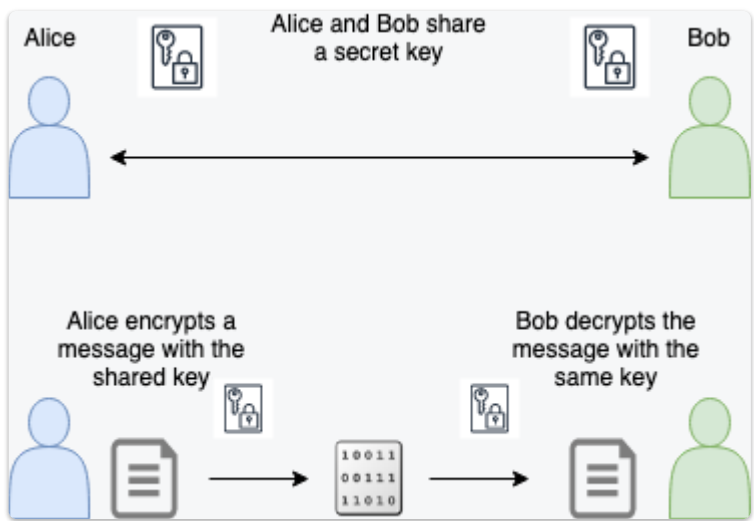 Alice
Alice and Bob share
a secret key
Bob
Alice encrypts a
message with the
shared key
Bob decrypts the
message with the
same key
10011
00111
11010